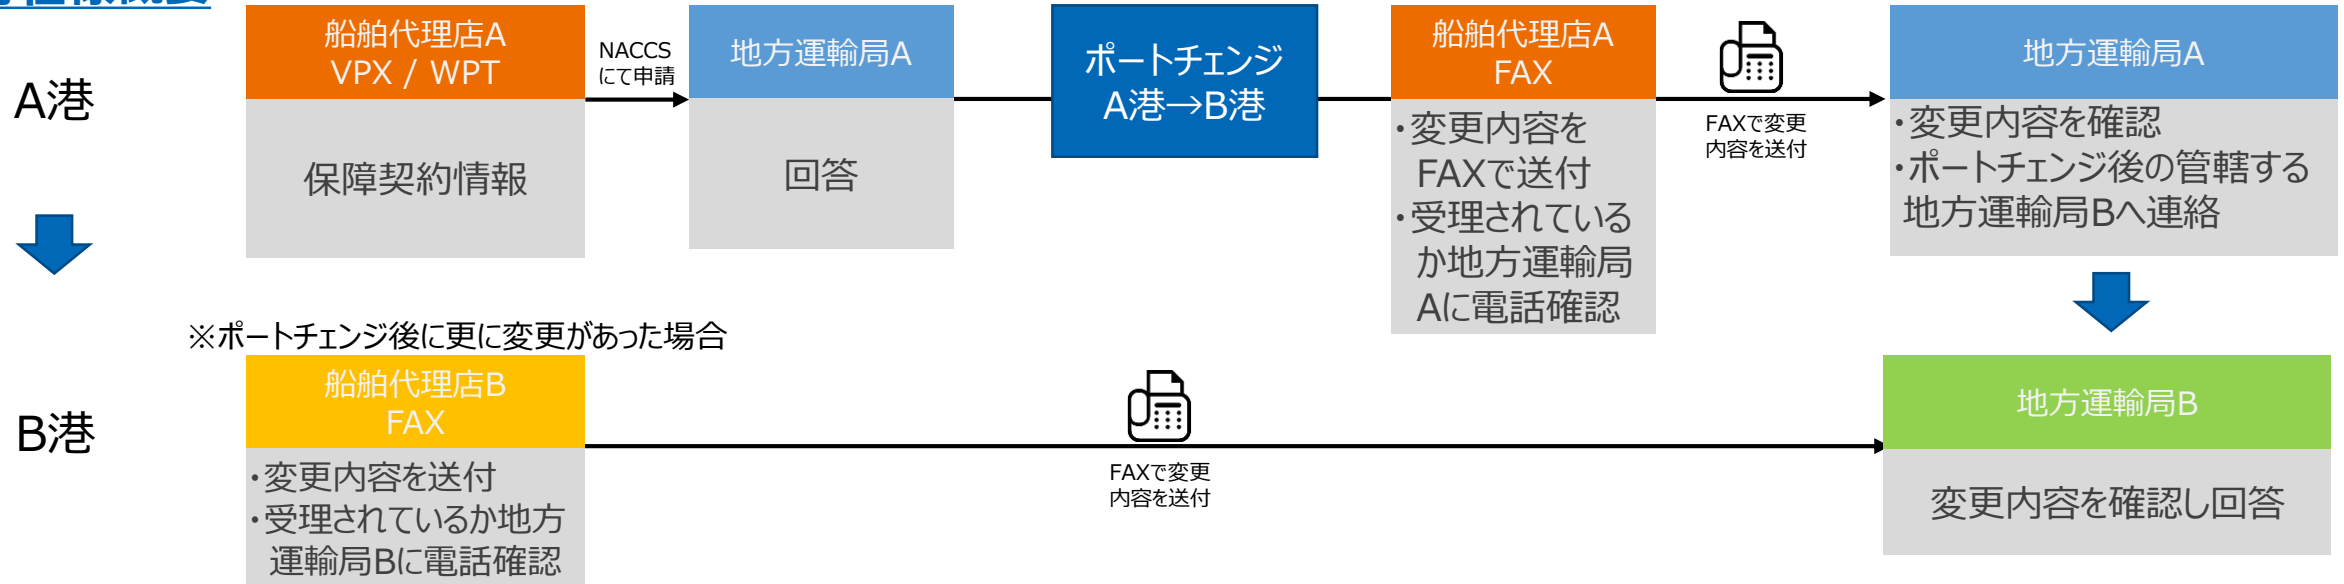 A港
船舶代理店A
VPX / WPT
保障契約情報
NACCS
にて申請
地方運輸局A
回答
ポートチェンジ
A港→B港
船舶代理店A
FAX
・変更内容を
FAXで送付
・受理されている
か地方運輸局
Aに電話確認
FAXで変更
内容を送付
地方運輸局A
・変更内容を確認
・ポートチェンジ後の管轄する
地方運輸局Bへ連絡
※ポートチェンジ後に更に変更があった場合
B港
船舶代理店B
FAX
・変更内容を送付
・受理されているか地方
運輸局Bに電話確認
FAXで変更
内容を送付
地方運輸局B
変更内容を確認し回答